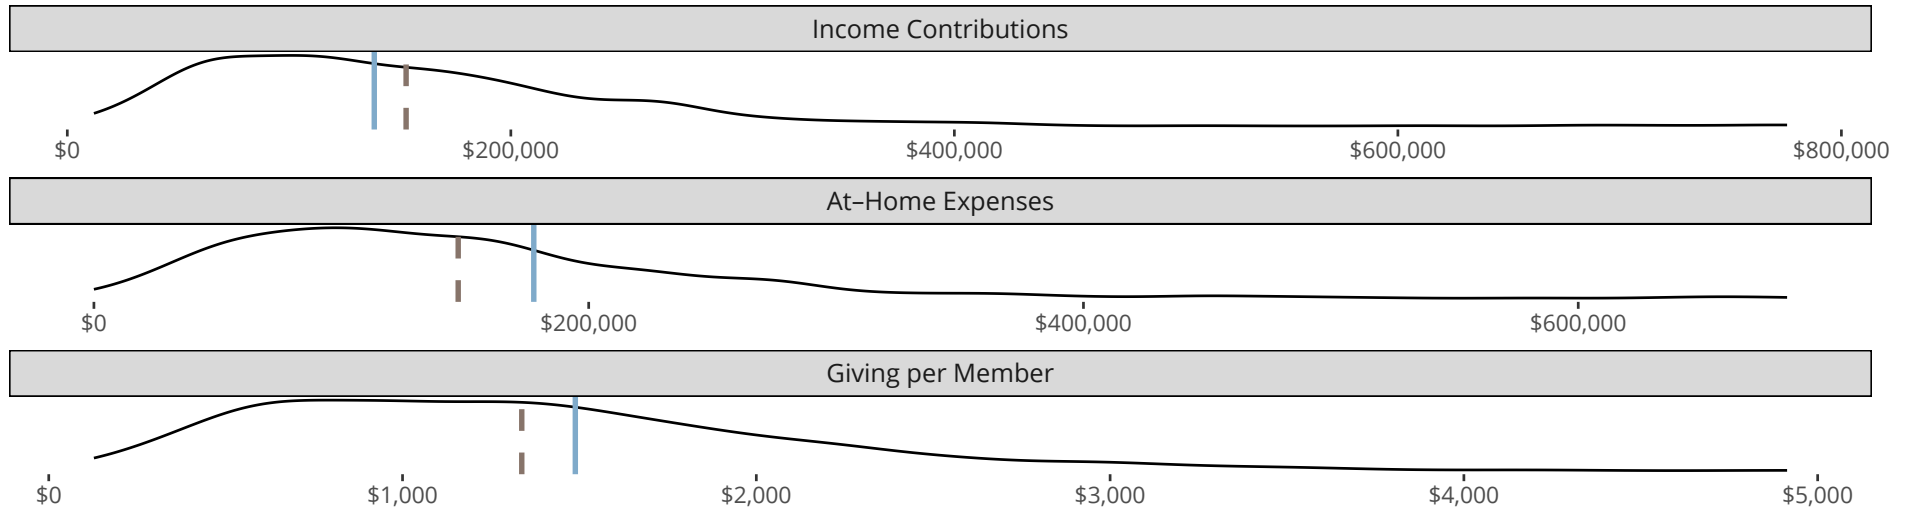 Income Contributions
$0 $200,000 $400,000 $600,000 $800,000
At–Home Expenses
$0 $200,000 $400,000 $600,000
Giving per Member
$0 $1,000 $2,000 $3,000 $4,000 $5,000